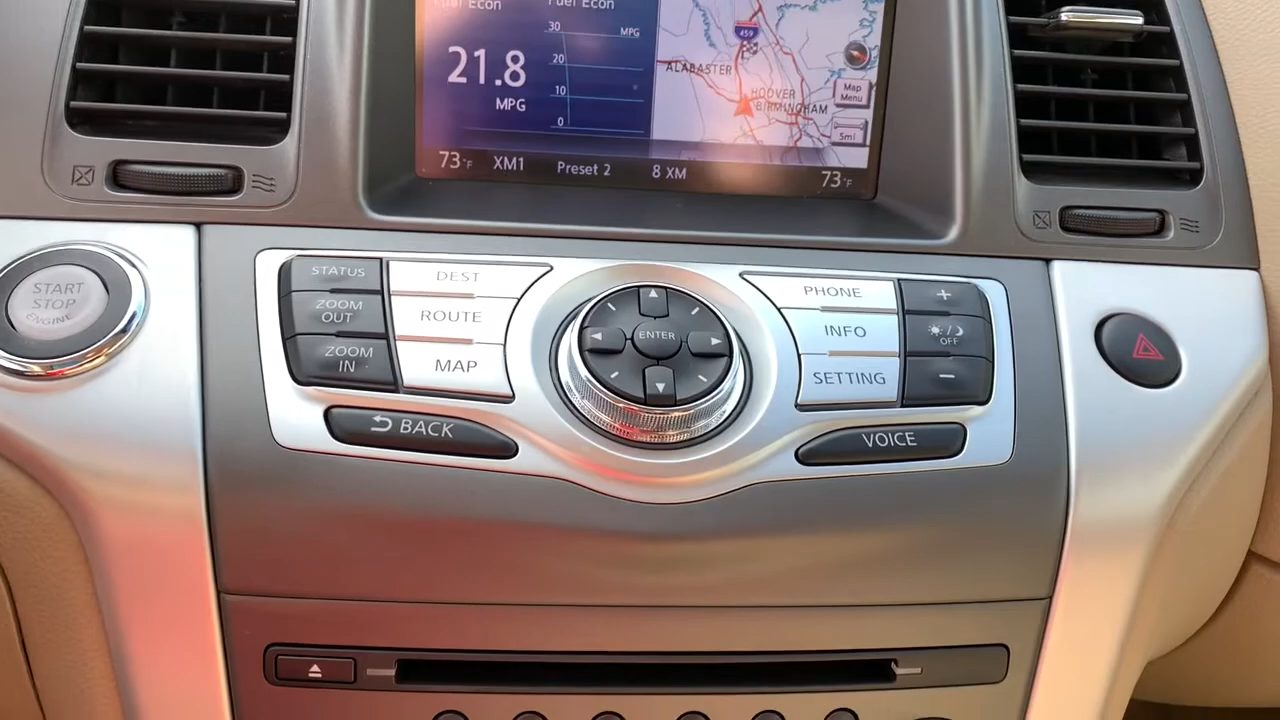 Fuel Econ
Fuel Econ
21.8
MPG
30
MPG
20
10
0
459
ALABASTER
HOOVER
BIRMINGHAM
Map
Menu
5mi
73°F
XM1
Preset 2
8 XM
73°F
START
STOP
ENGINE
STATUS
ZOOM
OUT
ZOOM
IN
DEST
ROUTE
MAP
BACK
ENTER
PHONE
INFO
SETTING
+
/
OFF
−
VOICE